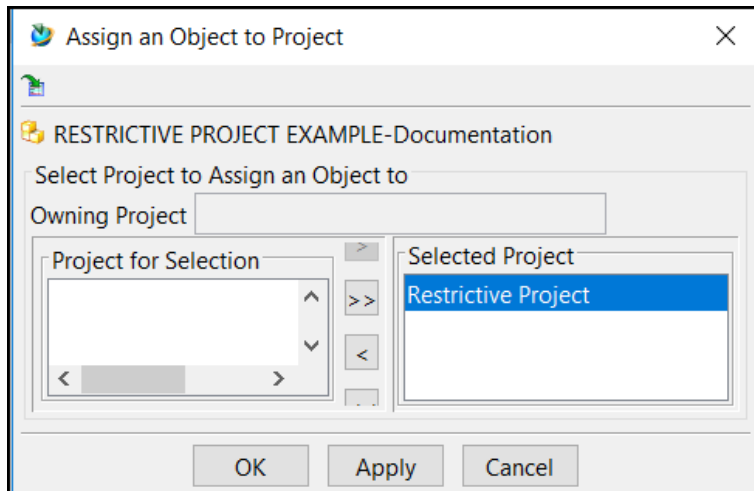 Assign an Object to Project
RESTRICTIVE PROJECT EXAMPLE-Documentation
Select Project to Assign an Object to
Owning Project
Project for Selection
>
>>
<
Selected Project
Restrictive Project
OK
Apply
Cancel